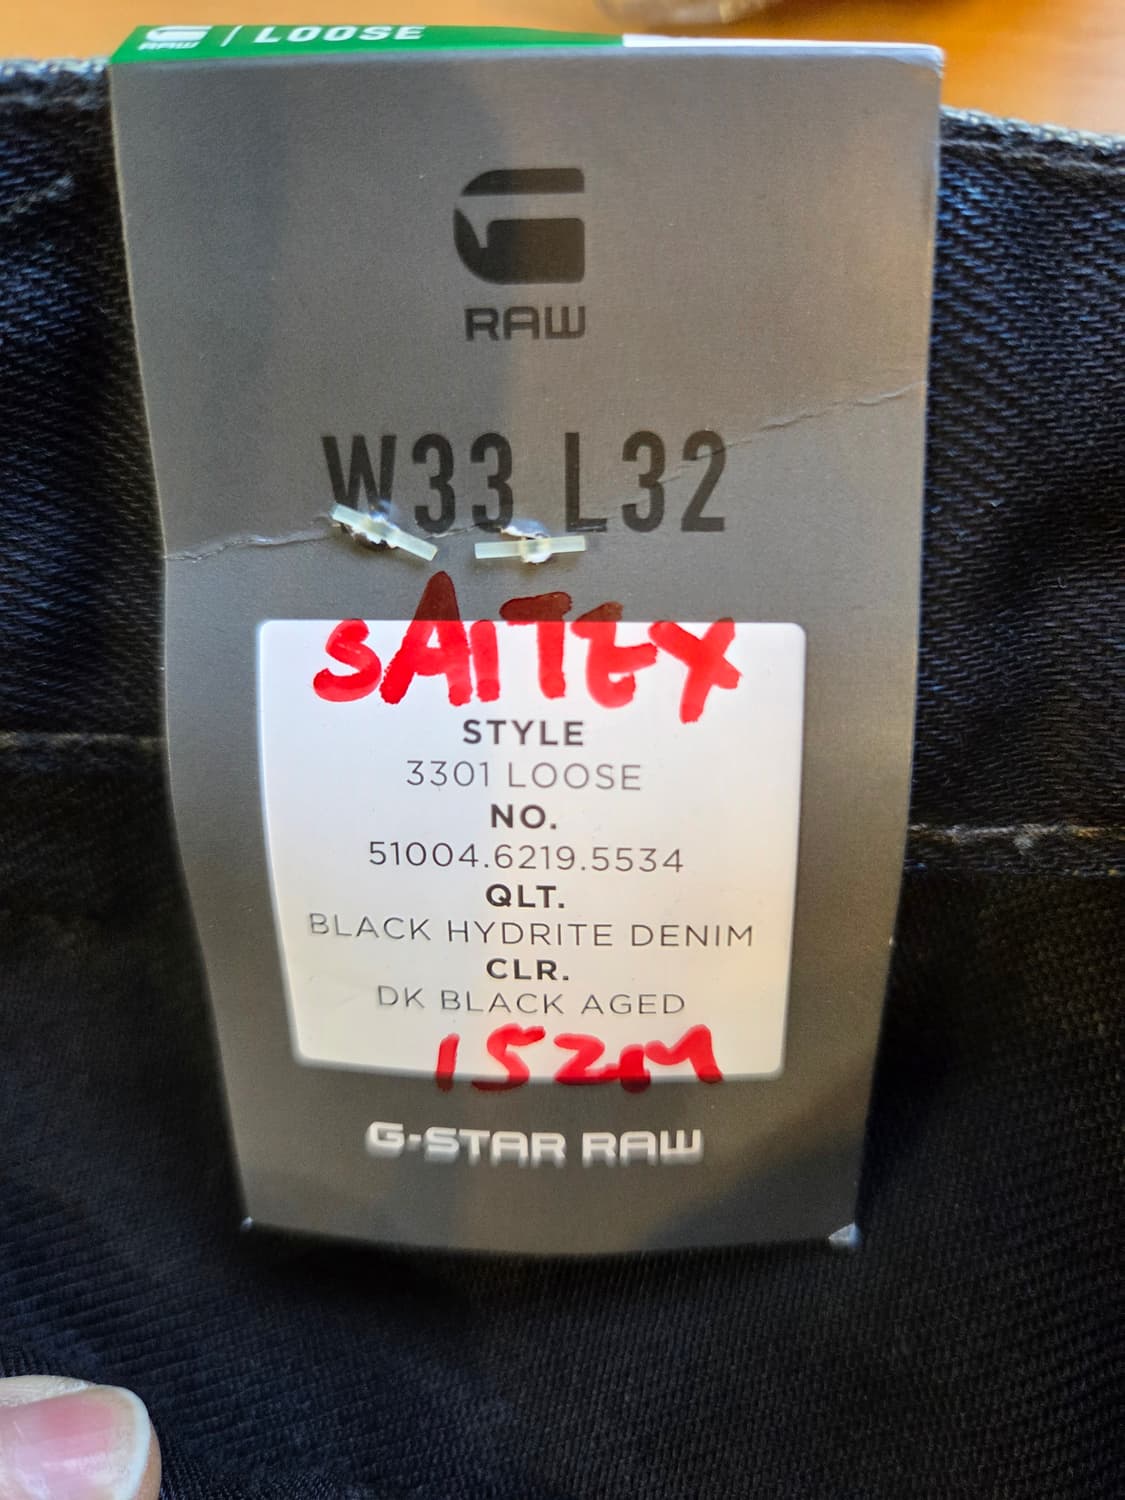 RAW / LOOSE
RAW
W33 L32
SAITEX
STYLE
3301 LOOSE
NO.
51004.6219.5534
QLT.
BLACK HYDRITE DENIM
CLR.
DK BLACK AGED
152M
G-STAR RAW